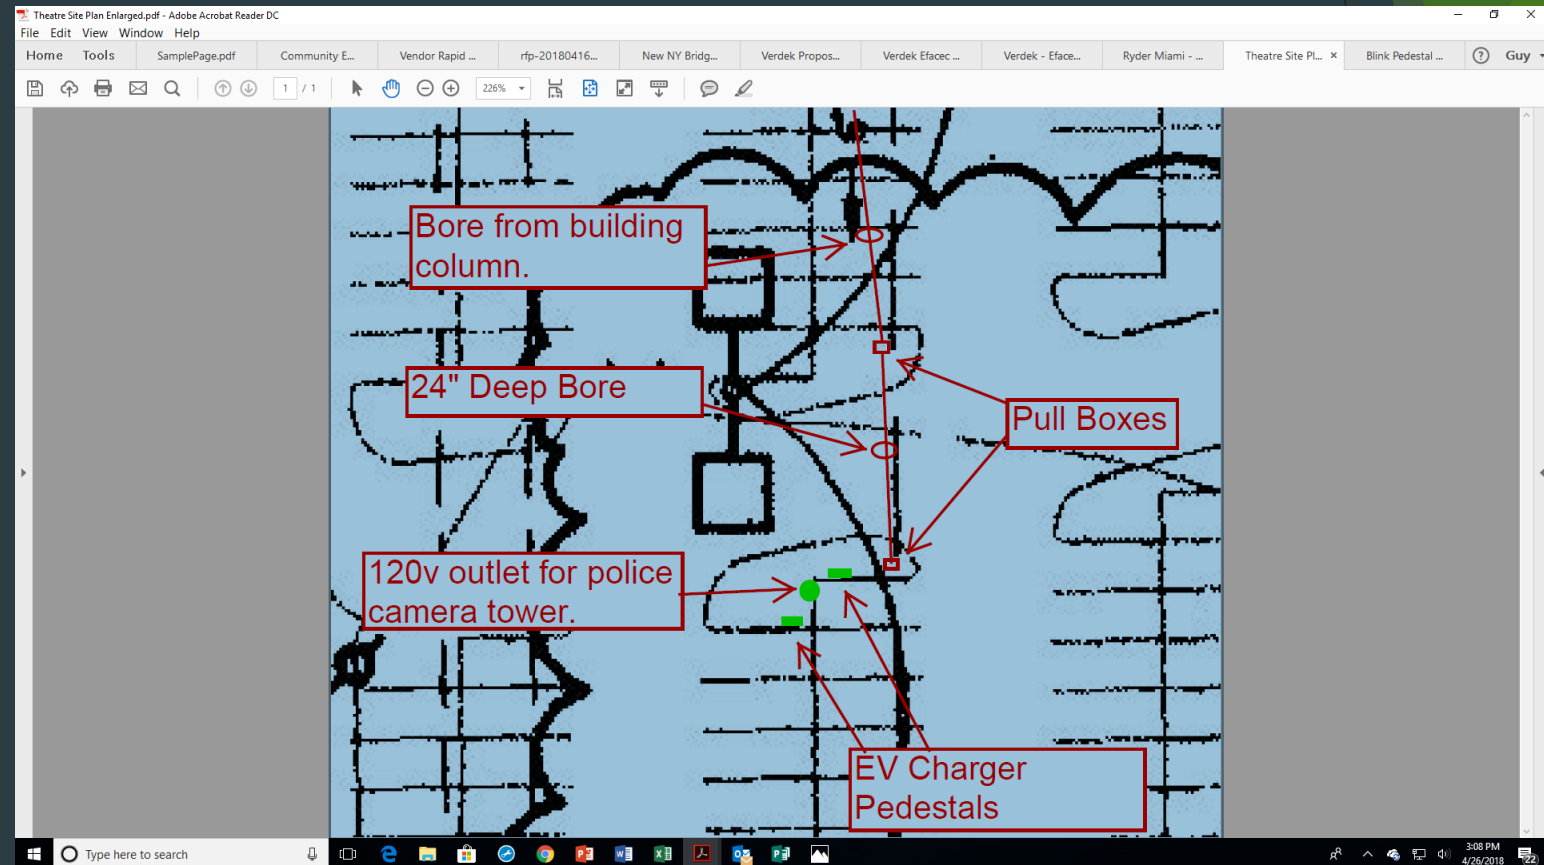 Theatre Site Plan Enlarged.pdf - Adobe Acrobat Reader DC
File Edit View Window Help
Home Tools SamplePage.pdf Community E... Vendor Rapid ... rfp-20180416... New NY Bridg... Verdek Propos... Verdek Efacec ... Verdek - Eface... Ryder Miami - ... Theatre Site Pl... × Blink Pedestal ... ? Guy
1 / 1 226%
Bore from building
column.
24" Deep Bore
Pull Boxes
120v outlet for police
camera tower.
EV Charger
Pedestals
Type here to search
3:08 PM
4/26/2018
22